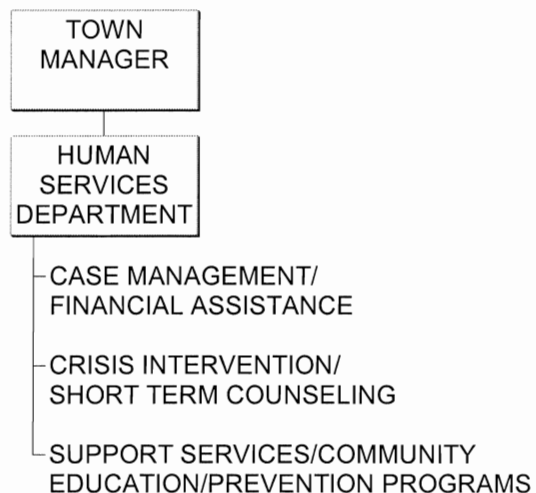 TOWN
MANAGER
HUMAN
SERVICES
DEPARTMENT
CASE MANAGEMENT/
FINANCIAL ASSISTANCE
CRISIS INTERVENTION/
SHORT TERM COUNSELING
SUPPORT SERVICES/COMMUNITY
EDUCATION/PREVENTION PROGRAMS